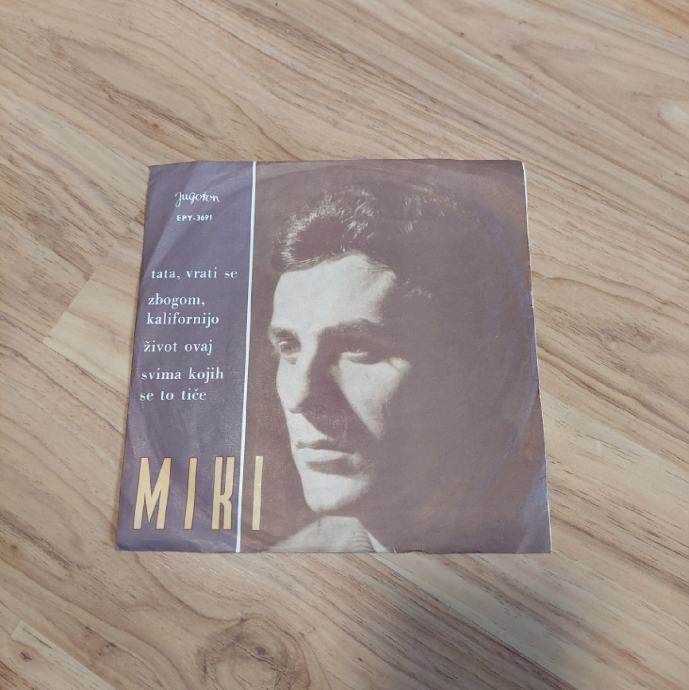 Jugoton
EPY-3691
tata, vrati se
zbogom,
kalifornijo
život ovaj
svima kojih
se to tiče
MIKI